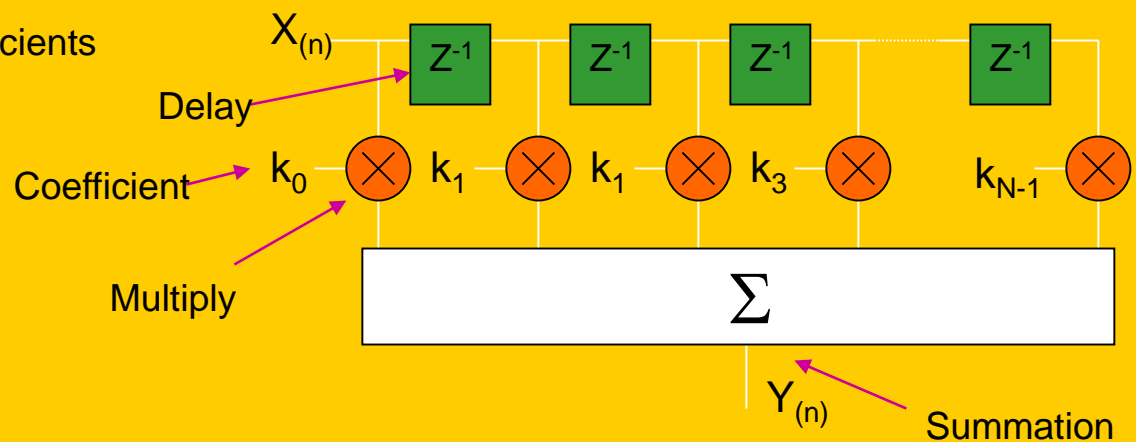 cients
X(n) Z-1 Z-1 Z-1 Z-1
Delay
Coefficient k0 k1 k1 k3 kN-1
Multiply
Σ
Y(n)
Summation